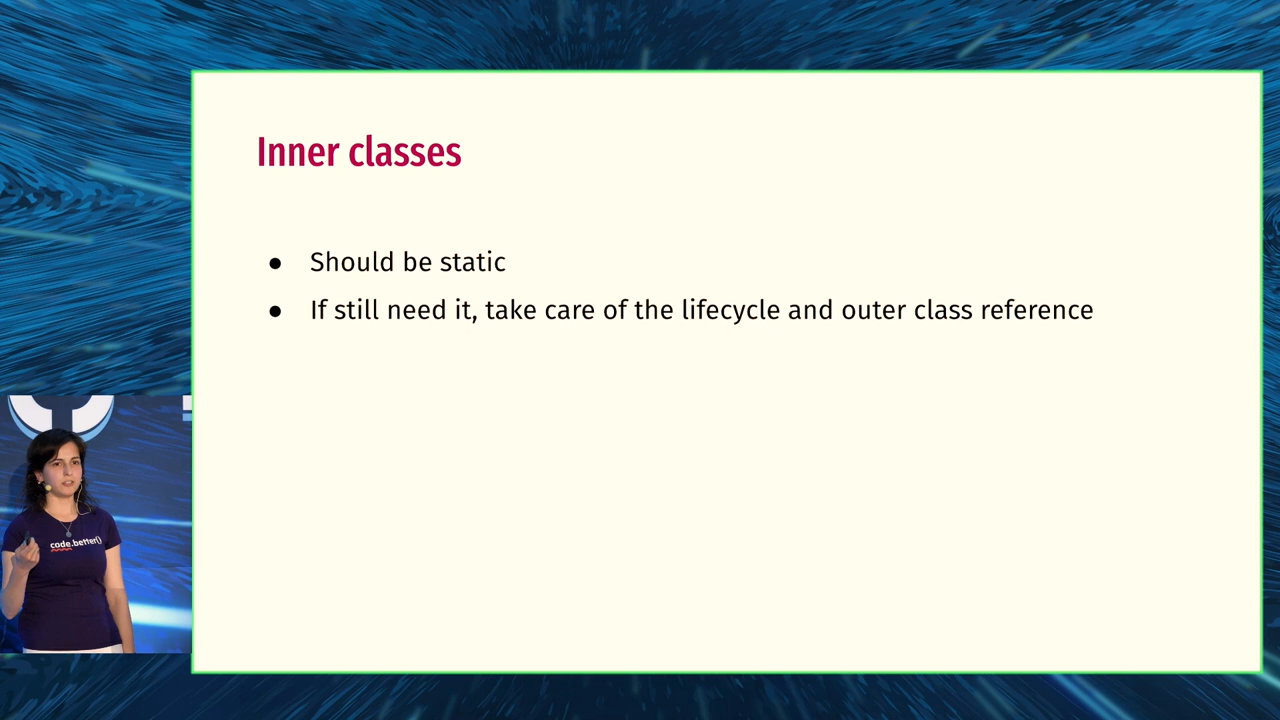 Inner classes
● Should be static
● If still need it, take care of the lifecycle and outer class reference
code.better()